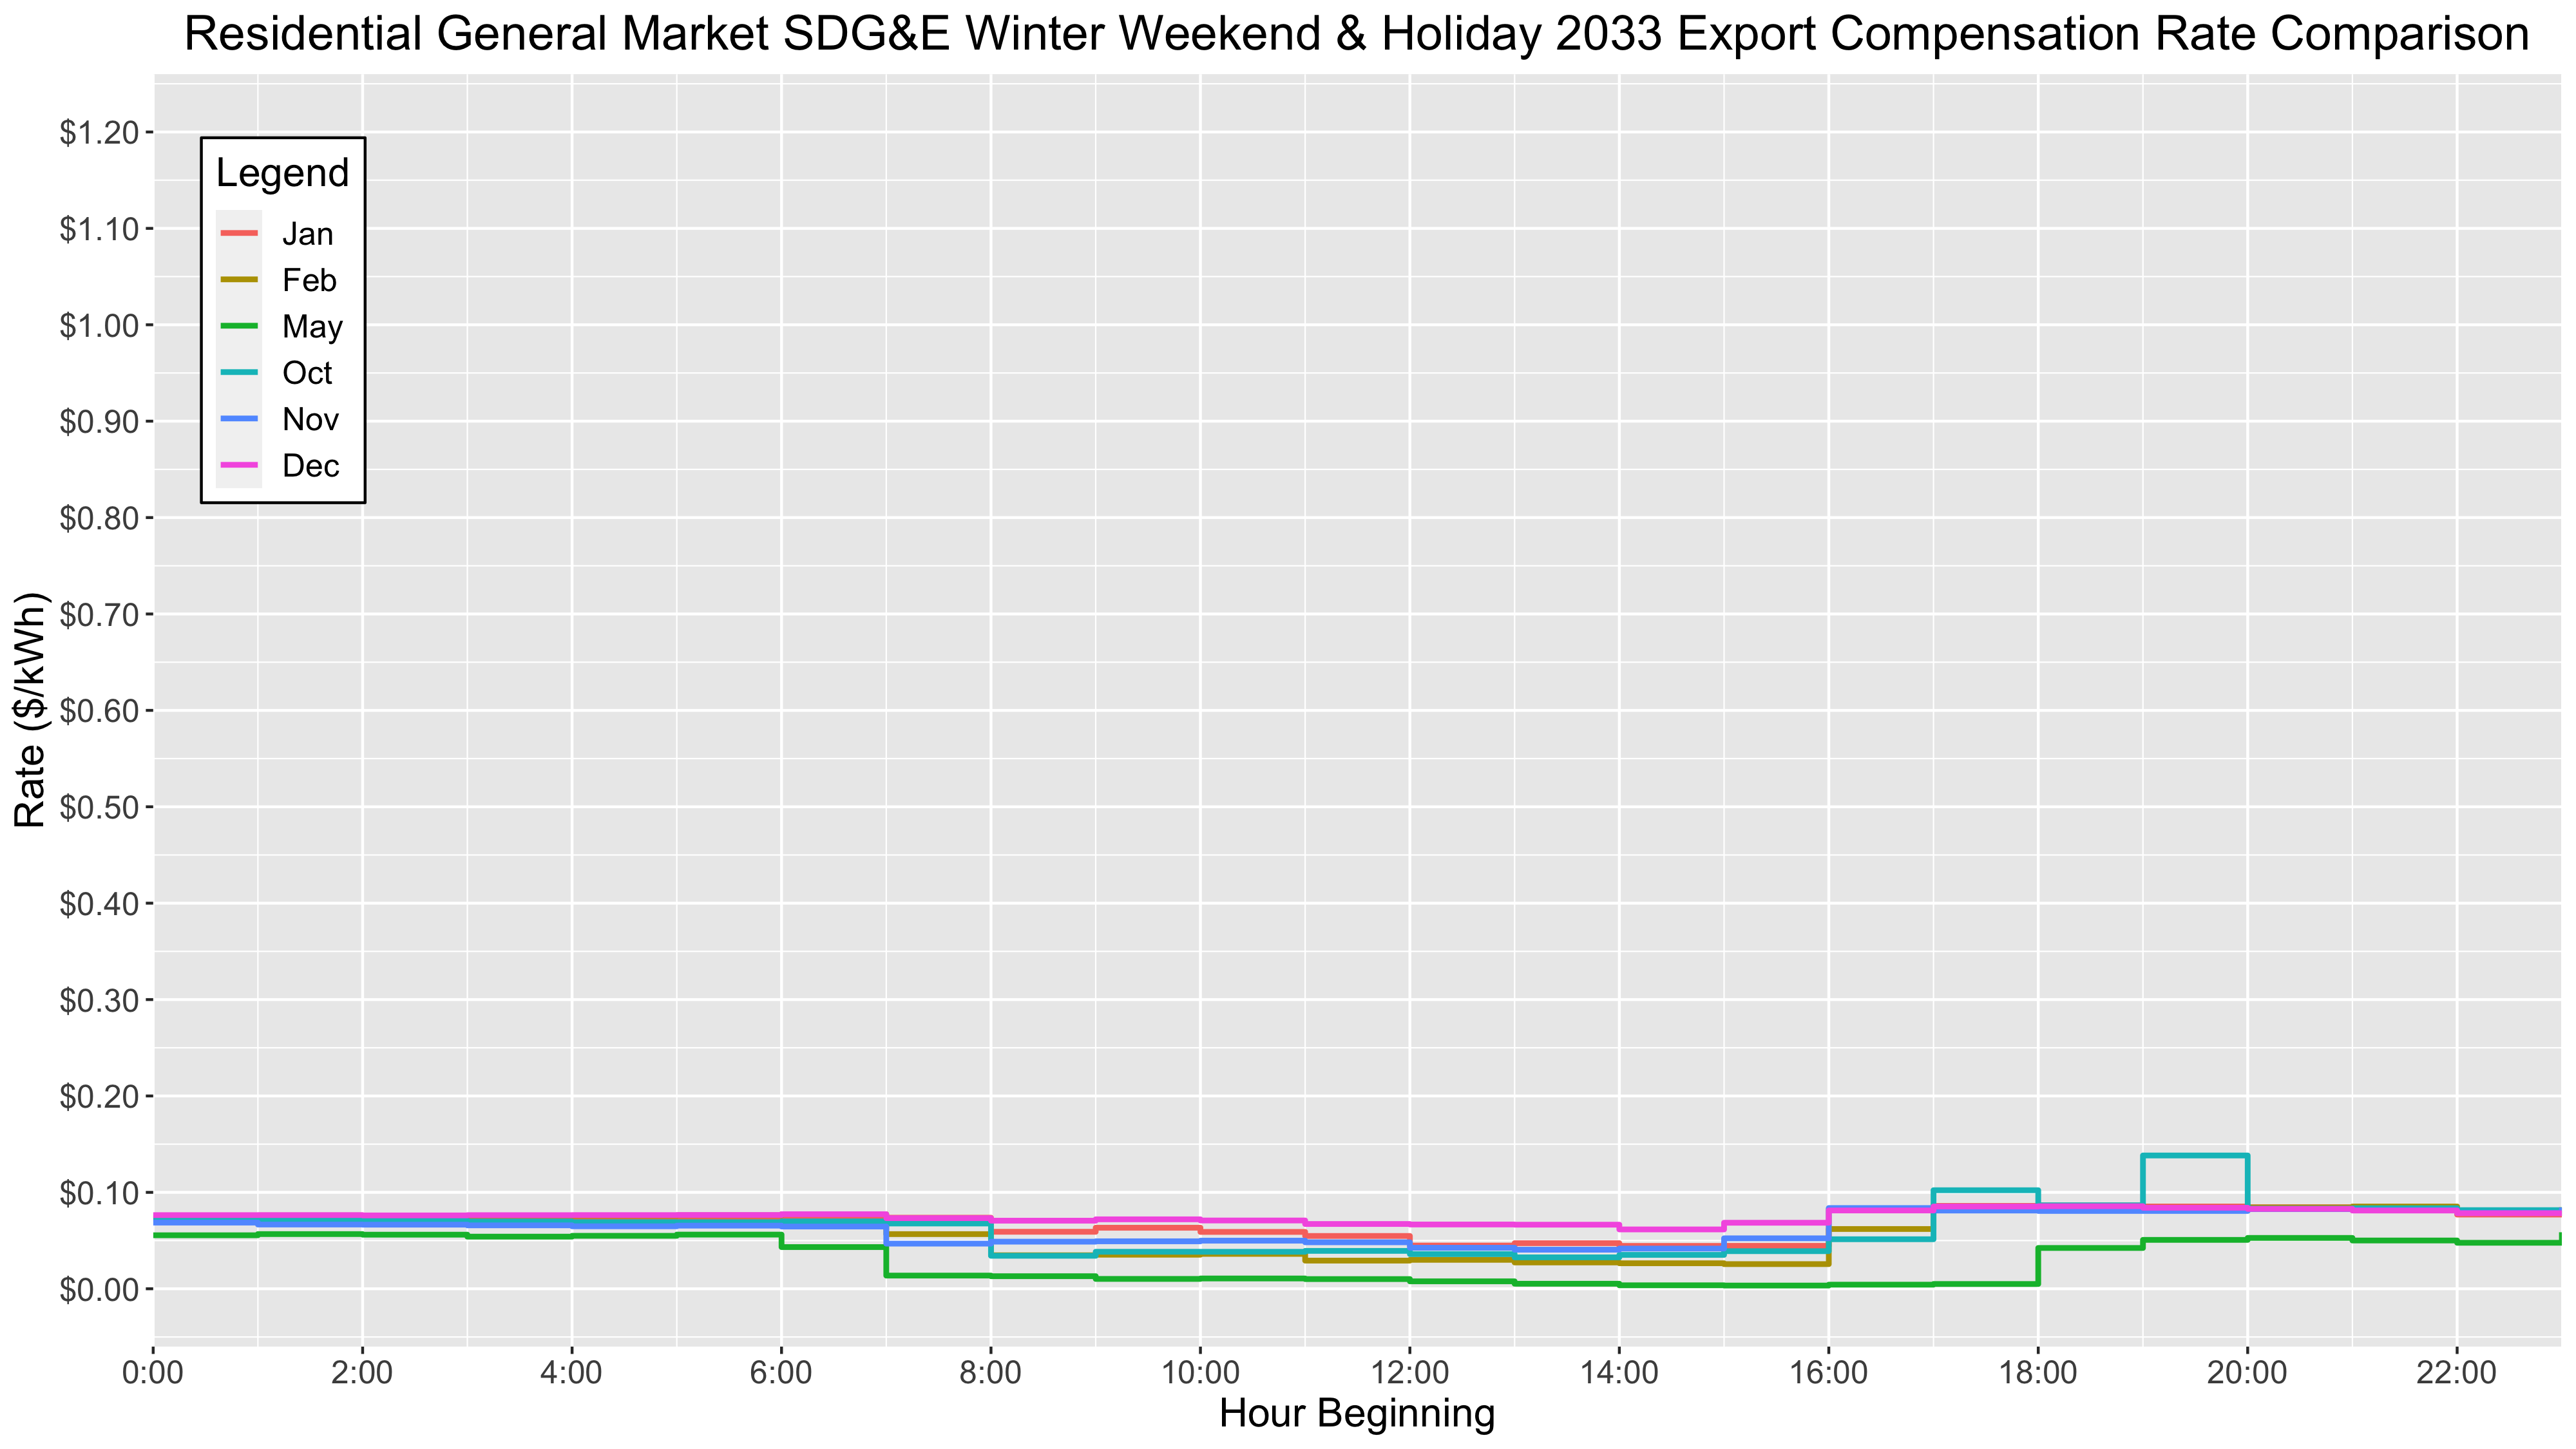 Residential General Market SDG&E Winter Weekend & Holiday 2033 Export Compensation Rate Comparison
Legend
Jan
Feb
May
Oct
Nov
Dec
Rate ($/kWh)
$1.20
$1.10
$1.00
$0.90
$0.80
$0.70
$0.60
$0.50
$0.40
$0.30
$0.20
$0.10
$0.00
0:00 2:00 4:00 6:00 8:00 10:00 12:00 14:00 16:00 18:00 20:00 22:00
Hour Beginning